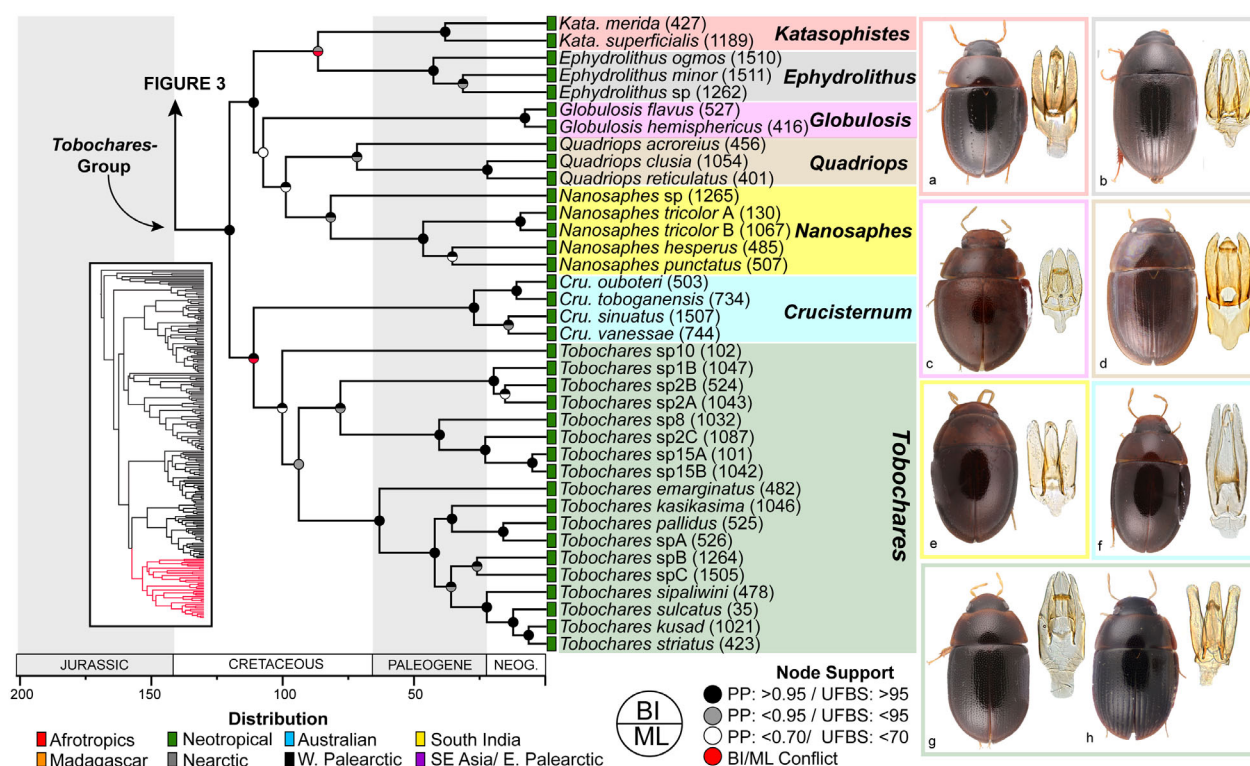 FIGURE 3
Tobochares-
Group
Kata. merida (427)
Kata. superficialis (1189)
Katasophistes
Ephydrolithus ogmos (1510)
Ephydrolithus minor (1511)
Ephydrolithus sp (1262)
Ephydrolithus
Globulosis flavus (527)
Globulosis hemisphericus (416)
Globulosis
Quadriops acroreius (456)
Quadriops clusia (1054)
Quadriops reticulatus (401)
Quadriops
Nanosaphes sp (1265)
Nanosaphes tricolor A (130)
Nanosaphes tricolor B (1067)
Nanosaphes hesperus (485)
Nanosaphes punctatus (507)
Nanosaphes
Cru. ouboteri (503)
Cru. toboganensis (734)
Cru. sinuatus (1507)
Cru. vanessae (744)
Crucisternum
Tobochares sp10 (102)
Tobochares sp1B (1047)
Tobochares sp2B (524)
Tobochares sp2A (1043)
Tobochares sp8 (1032)
Tobochares sp2C (1087)
Tobochares sp15A (101)
Tobochares sp15B (1042)
Tobochares emarginatus (482)
Tobochares kasikasima (1046)
Tobochares pallidus (525)
Tobochares spA (526)
Tobochares spB (1264)
Tobochares spC (1505)
Tobochares sipaliwini (478)
Tobochares sulcatus (35)
Tobochares kusad (1021)
Tobochares striatus (423)
Tobochares
a
b
c
d
e
f
g
h
JURASSIC
CRETACEOUS
PALEOGENE
NEOG.
200
150
100
50
Distribution
Afrotropics
Neotropical
Australian
South India
Madagascar
Nearctic
W. Palearctic
SE Asia/ E. Palearctic
BI
ML
Node Support
PP: >0.95 / UFBS: >95
PP: <0.95 / UFBS: <95
PP: <0.70/ UFBS: <70
BI/ML Conflict